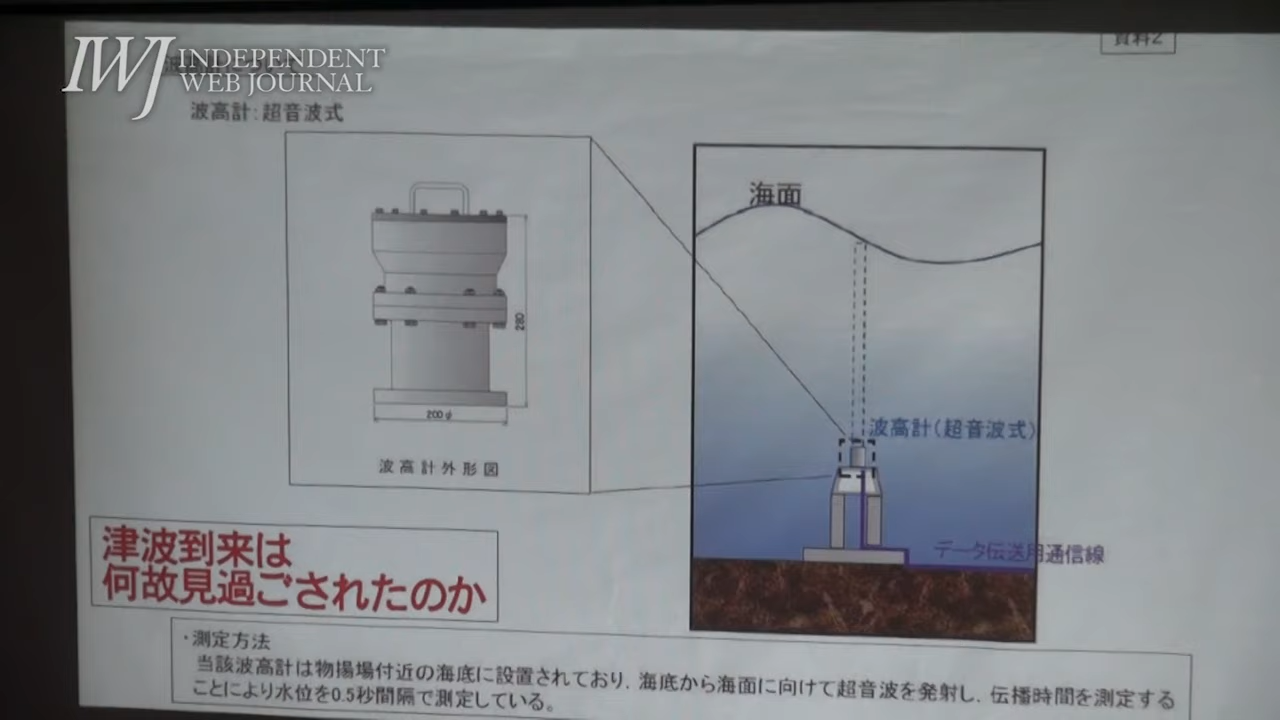 資料2
IWJ INDEPENDENT
WEB JOURNAL
波高計:超音波式
海面
280
200φ
波高計外形図
波高計(超音波式)
データ伝送用通信線
津波到来は
何故見過ごされたのか
・測定方法
当該波高計は物揚場付近の海底に設置されており、海底から海面に向けて超音波を発射し、伝播時間を測定する
ことにより水位を0.5秒間隔で測定している。